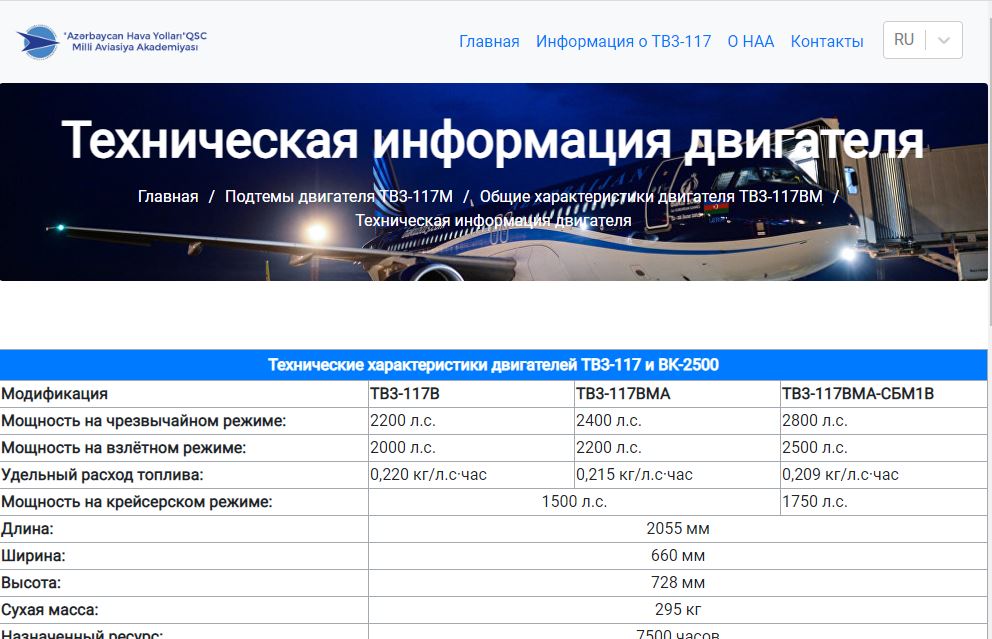 "Azərbaycan Hava Yolları"QSC
Milli Aviasiya Akademiyası
Главная Информация о ТВ3-117 О НАА Контакты RU
Техническая информация двигателя
Главная / Подтемы двигателя ТВ3-117М / Общие характеристики двигателя ТВ3-117ВМ /
Техническая информация двигателя
Технические характеристики двигателей ТВ3-117 и ВК-2500
Модификация ТВ3-117В ТВ3-117ВМА ТВ3-117ВМА-СБМ1В
Мощность на чрезвычайном режиме: 2200 л.с. 2400 л.с. 2800 л.с.
Мощность на взлётном режиме: 2000 л.с. 2200 л.с. 2500 л.с.
Удельный расход топлива: 0,220 кг/л.с·час 0,215 кг/л.с·час 0,209 кг/л.с·час
Мощность на крейсерском режиме: 1500 л.с. 1750 л.с.
Длина: 2055 мм
Ширина: 660 мм
Высота: 728 мм
Сухая масса: 295 кг
Назначенный ресурс: 7500 часов